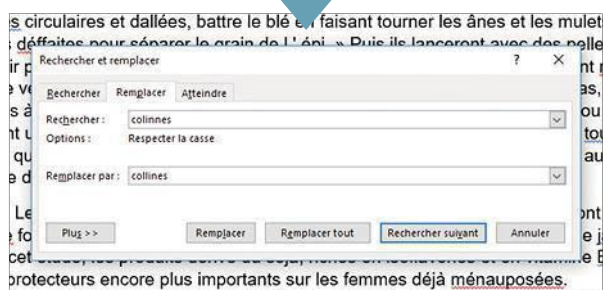 s circulaires et dallées, battre le blé en faisant tourner les ânes et les mulet
déffaites pour séparer le grain de L' épi. » Puis ils lanceront avec des pelle
Rechercher et remplacer ? ×
Rechercher Remplacer Atteindre
Rechercher : colinnes
Options : Respecter la casse
Remplacer par : collines
Plus >> Remplacer Remplacer tout Rechercher suivant Annuler
protecteurs encore plus importants sur les femmes déjà ménauposées.